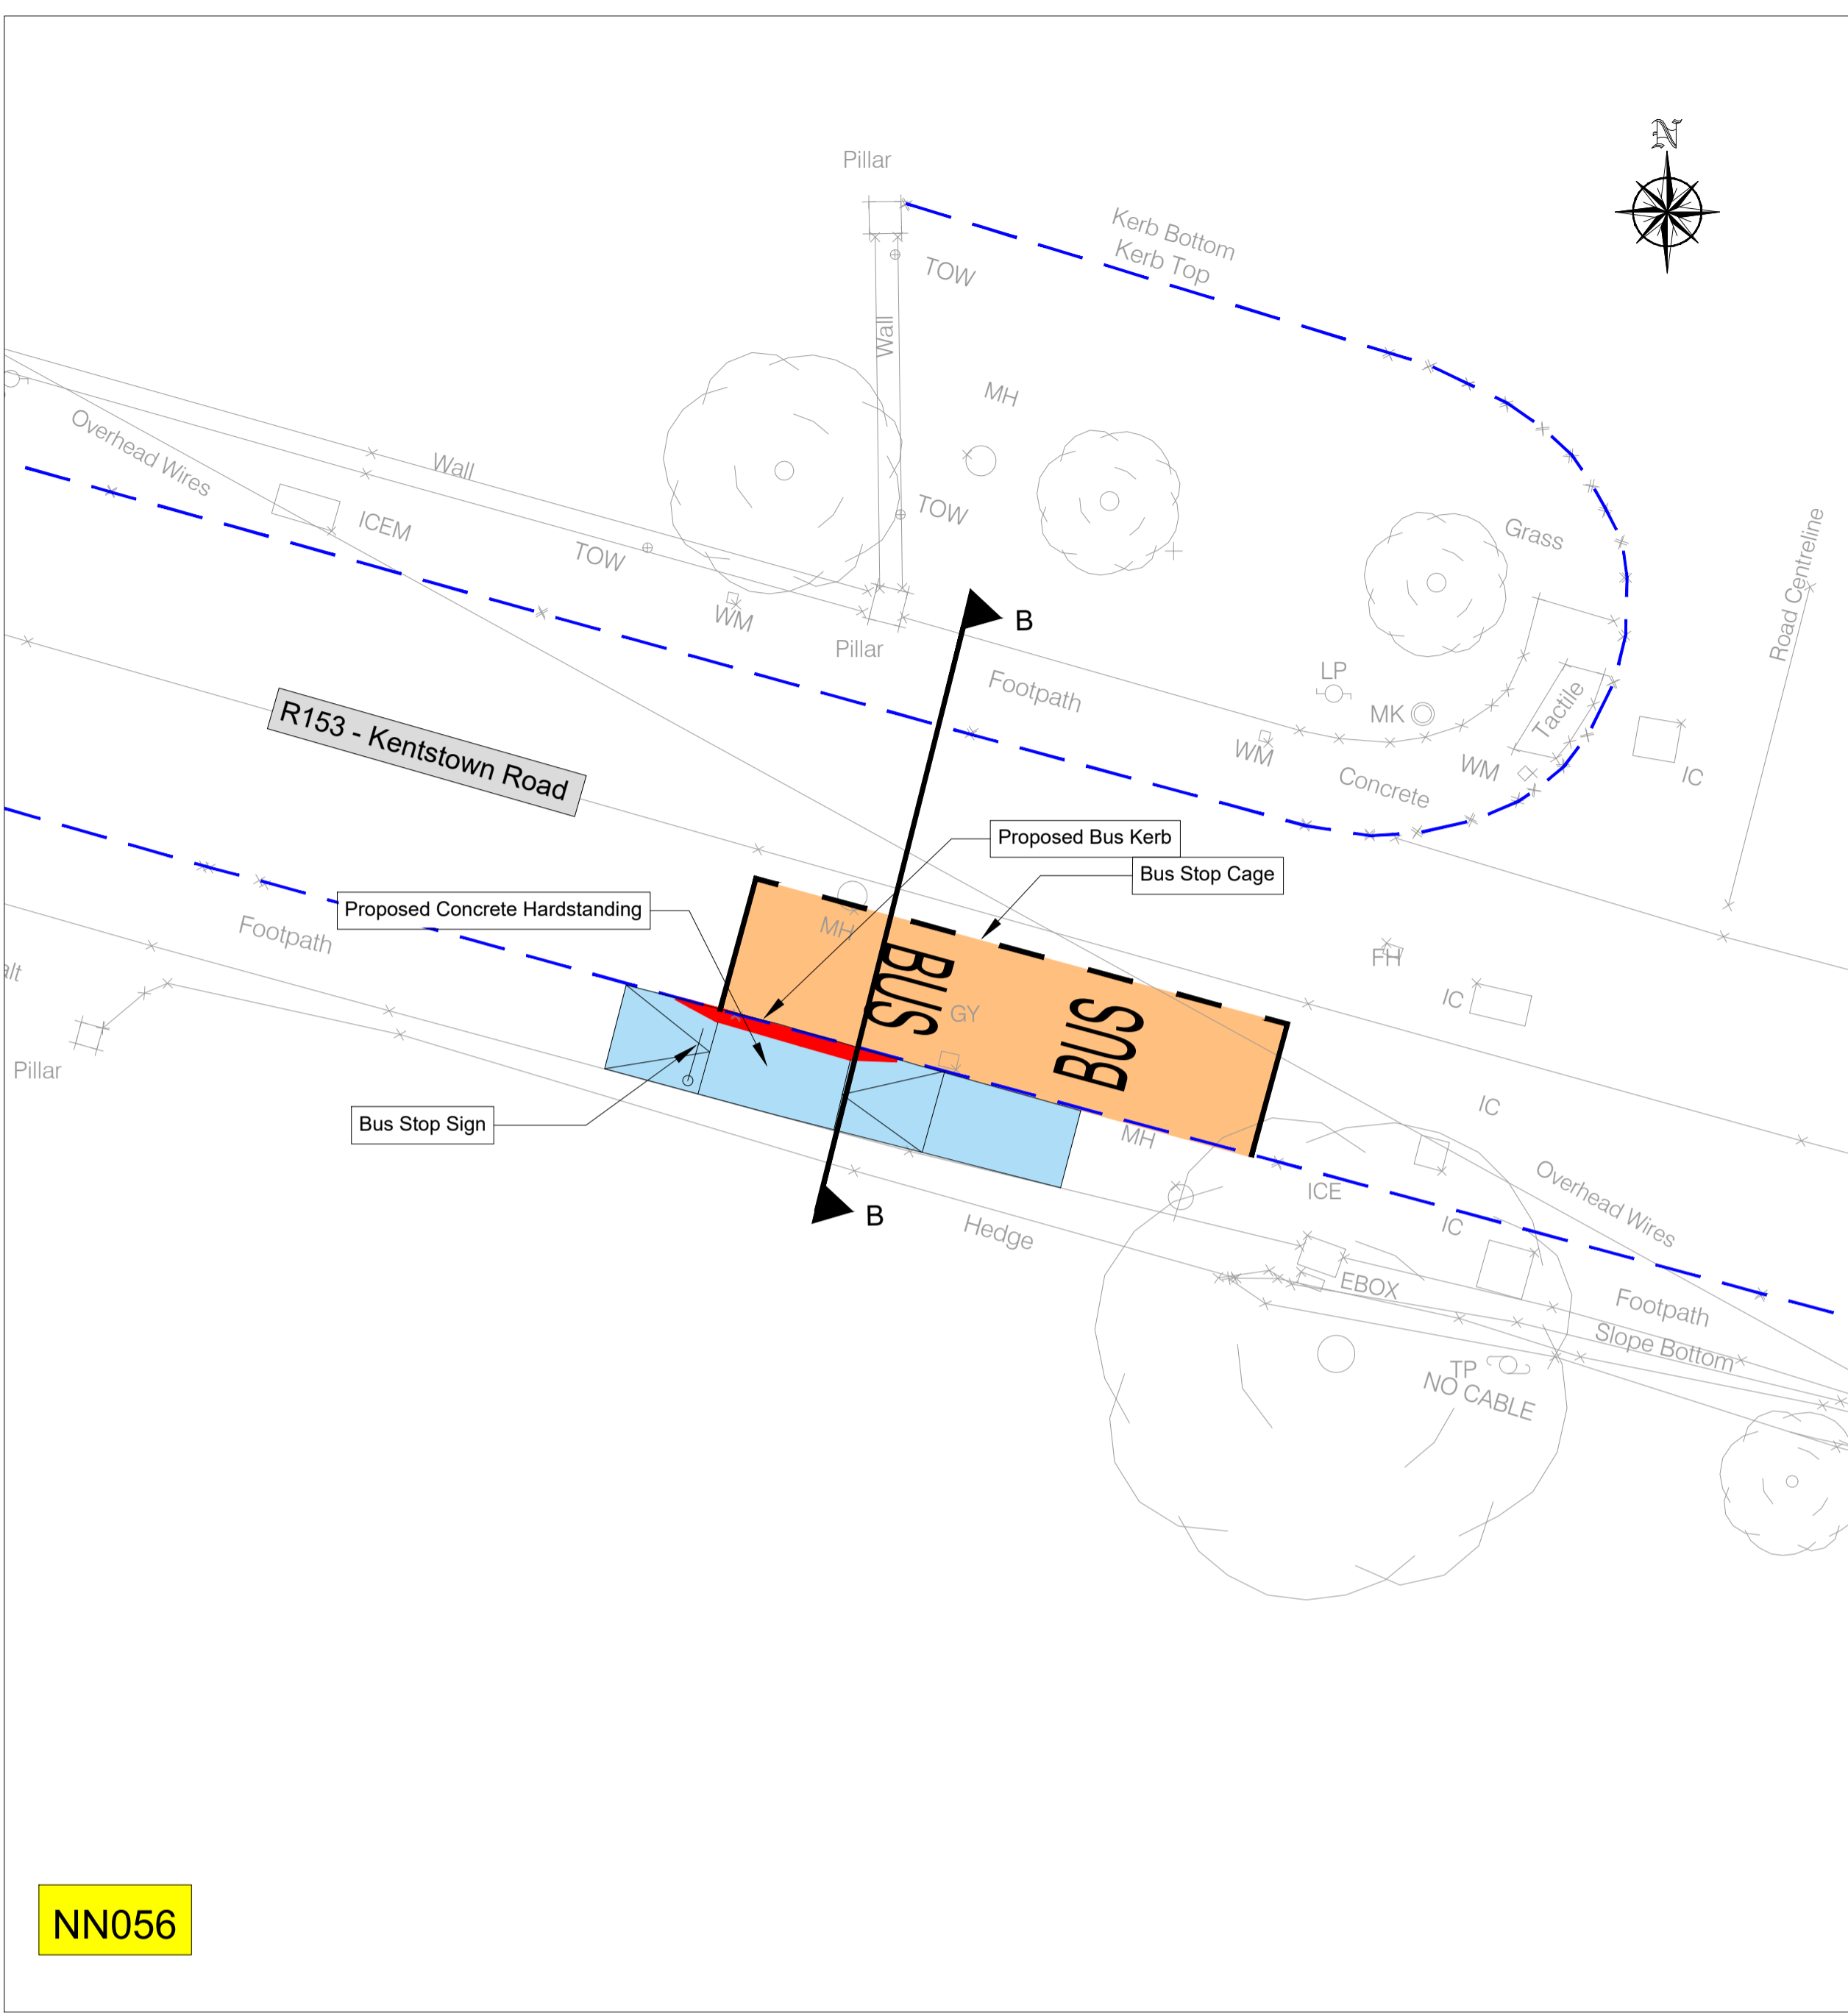 N
Pillar
Kerb Bottom
Kerb Top
TOW
Wall
MH
Overhead Wires
Wall
ICEM
TOW
TOW
Grass
Road Centreline
WM
Pillar
B
Footpath
LP
MK
Tactile
WM
WM
IC
Concrete
R153 - Kentstown Road
Proposed Bus Kerb
Bus Stop Cage
Proposed Concrete Hardstanding
Footpath
MH
BUS
BUS
GY
FH
IC
Pillar
Bus Stop Sign
MH
IC
ICE
IC
Overhead Wires
B
Hedge
EBOX
Footpath
Slope Bottom
TP
NO CABLE
NN056